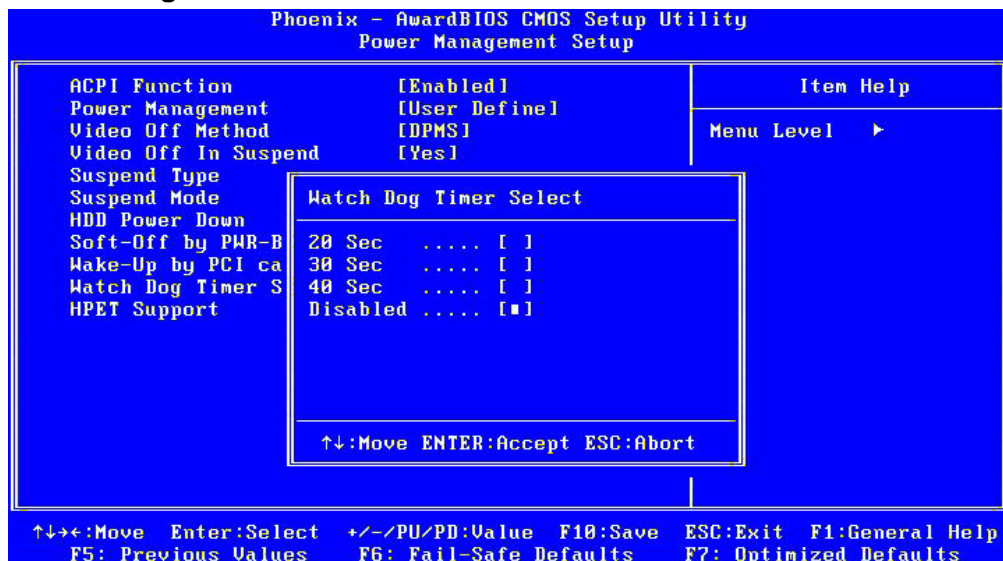 Phoenix - AwardBIOS CMOS Setup Utility
Power Management Setup
ACPI Function [Enabled]
Power Management [User Define]
Video Off Method [DPMS]
Video Off In Suspend [Yes]
Suspend Type
Suspend Mode
HDD Power Down
Soft-Off by PWR-B
Wake-Up by PCI ca
Watch Dog Timer S
HPET Support
Item Help
Menu Level ►
Watch Dog Timer Select
20 Sec ..... [ ]
30 Sec ..... [ ]
40 Sec ..... [ ]
Disabled ..... [■]
↑↓:Move ENTER:Accept ESC:Abort
↑↓→←:Move Enter:Select +/-/PU/PD:Value F10:Save ESC:Exit F1:General Help
F5: Previous Values F6: Fail-Safe Defaults F7: Optimized Defaults